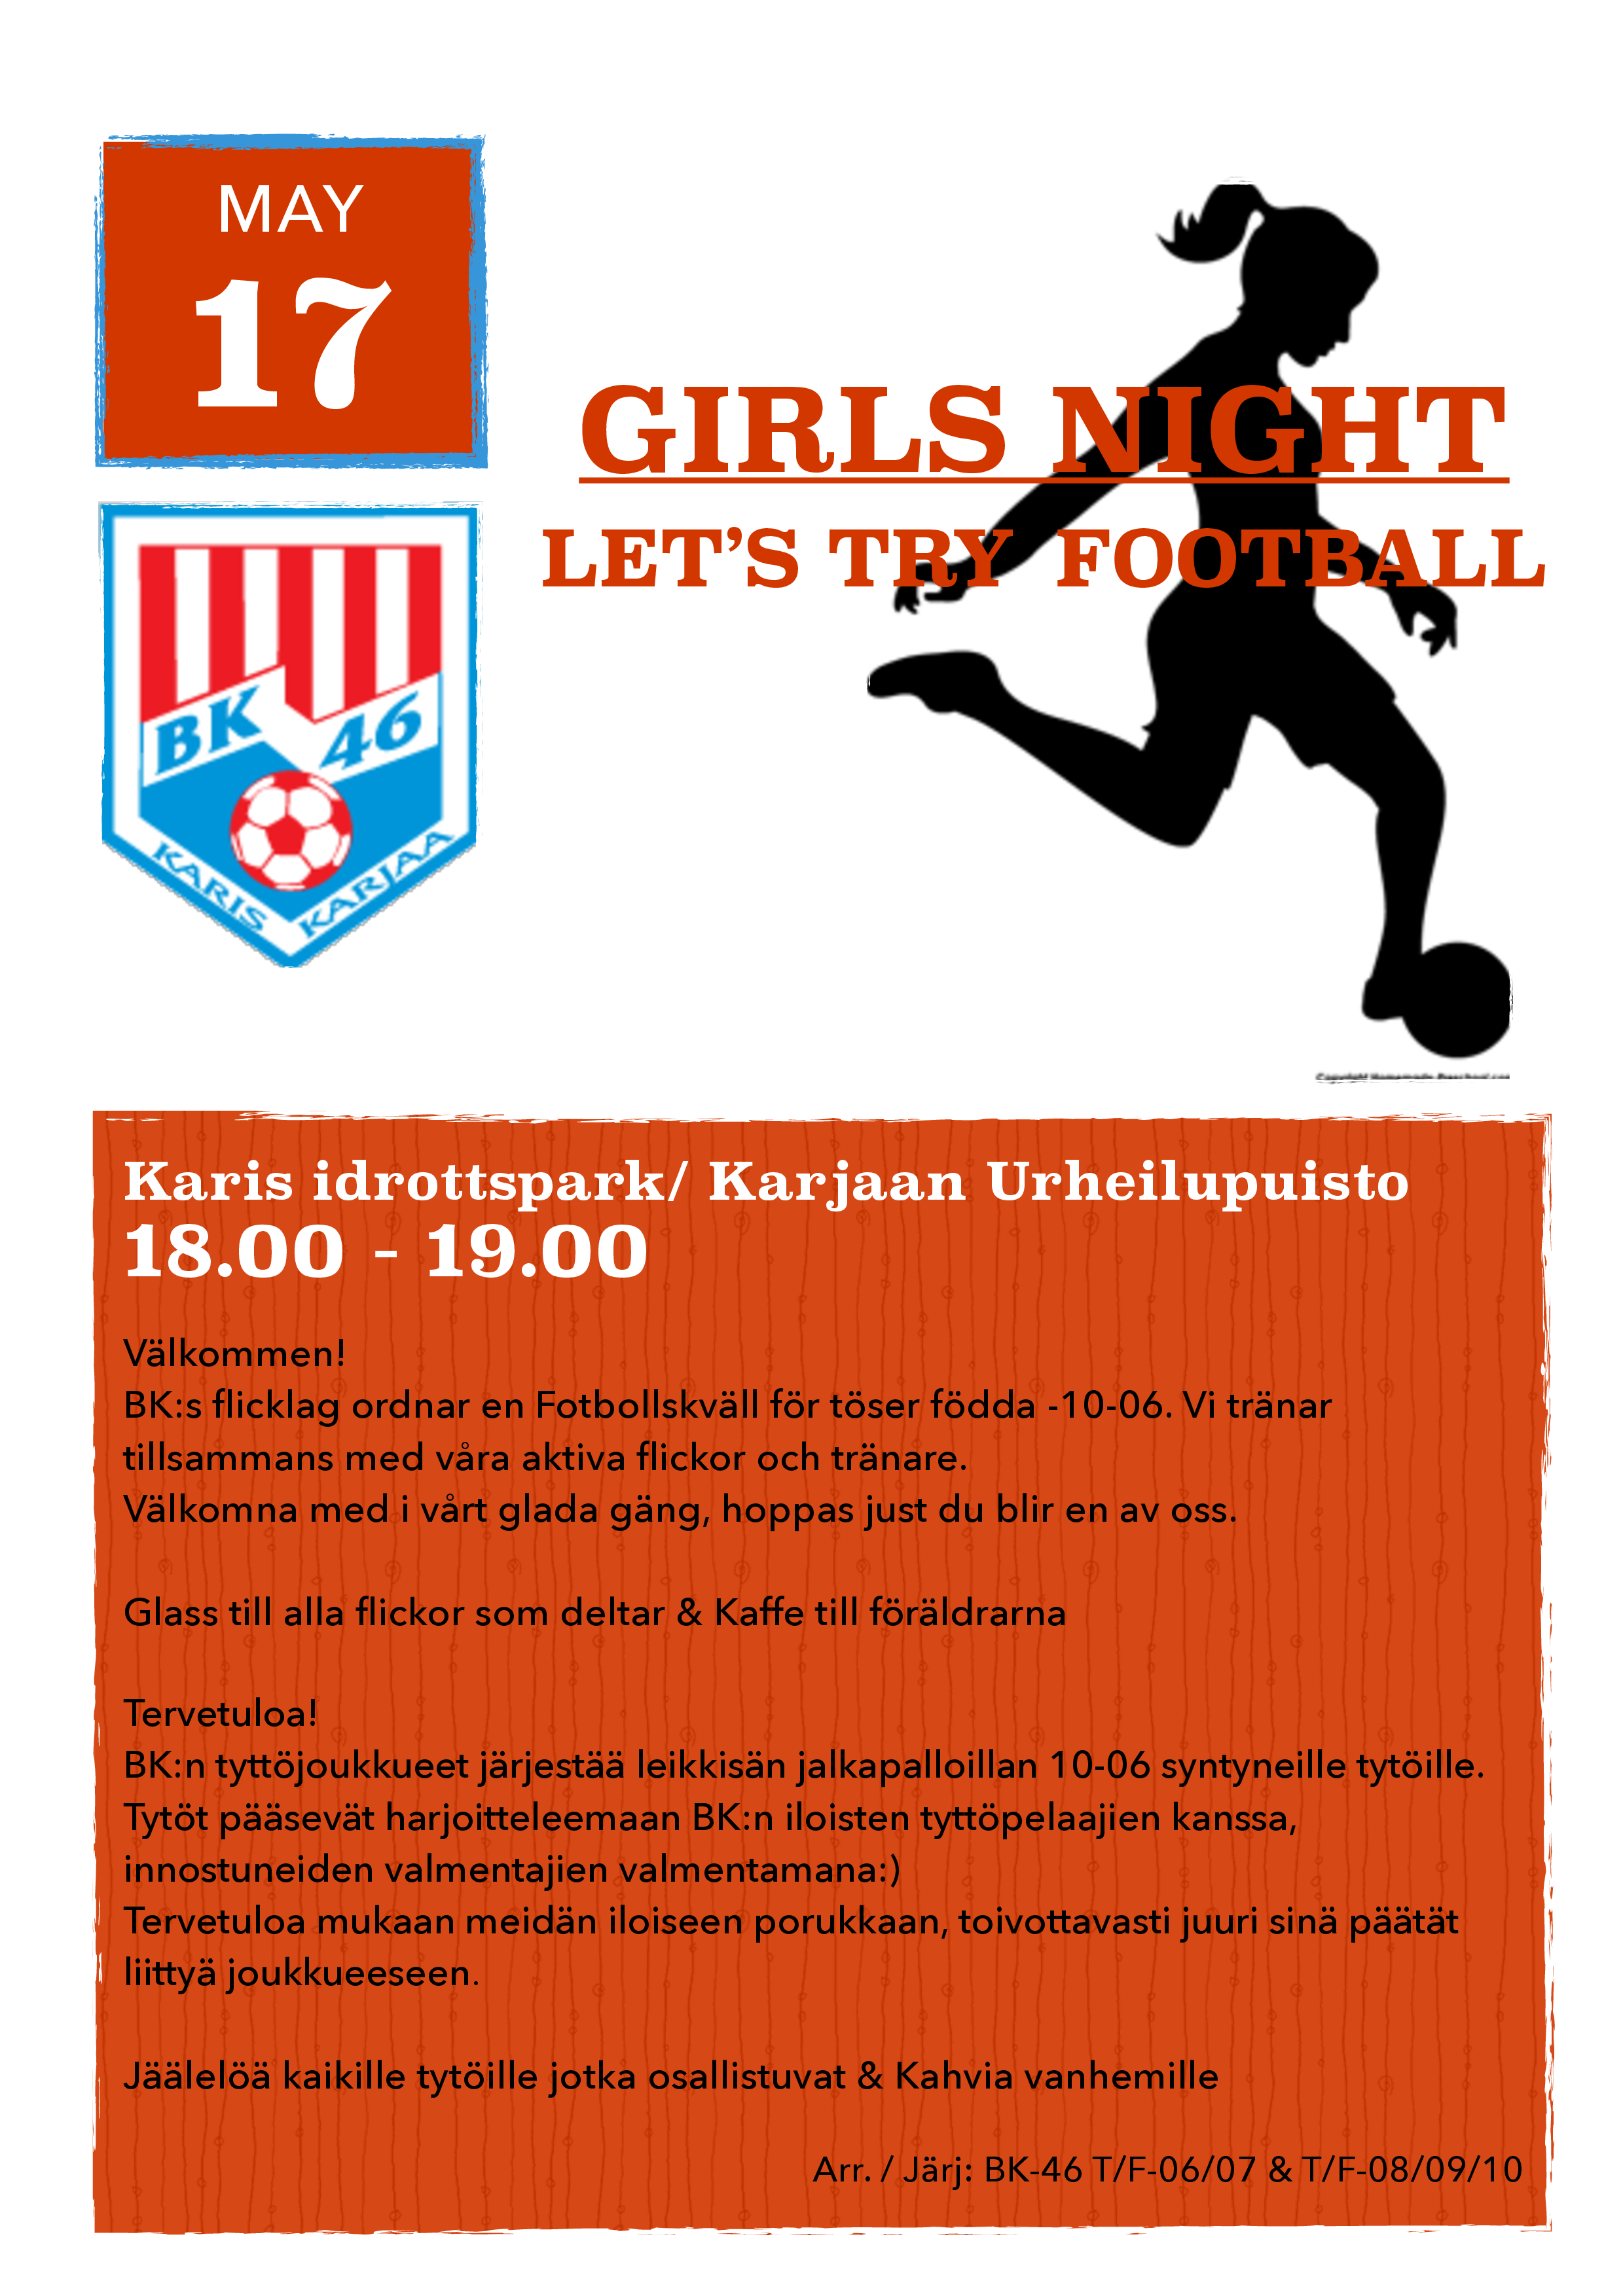 MAY
17
GIRLS NIGHT
LET’S TRY FOOTBALL
BK 46
KARIS KARJAA
Karis idrottspark/ Karjaan Urheilupuisto
18.00 - 19.00
Välkommen!
BK:s flicklag ordnar en Fotbollskväll för töser födda -10-06. Vi tränar
tillsammans med våra aktiva flickor och tränare.
Välkomna med i vårt glada gäng, hoppas just du blir en av oss.
Glass till alla flickor som deltar & Kaffe till föräldrarna
Tervetuloa!
BK:n tyttöjoukkueet järjestää leikkisän jalkapalloillan 10-06 syntyneille tytöille.
Tytöt pääsevät harjoitteleemaan BK:n iloisten tyttöpelaajien kanssa,
innostuneiden valmentajien valmentamana:)
Tervetuloa mukaan meidän iloiseen porukkaan, toivottavasti juuri sinä päätät
liittyä joukkueeseen.
Jäälelöä kaikille tytöille jotka osallistuvat & Kahvia vanhemille
Arr. / Järj: BK-46 T/F-06/07 & T/F-08/09/10